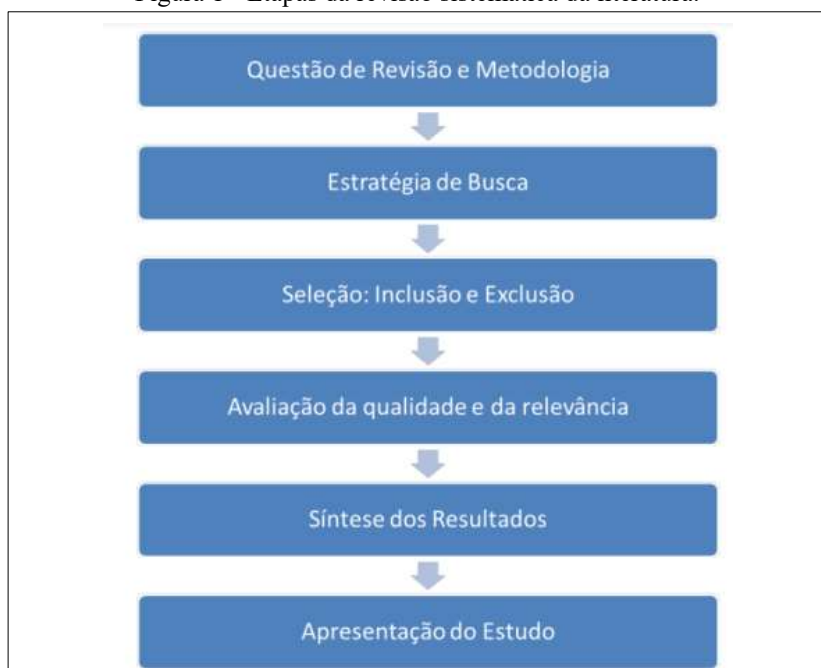 Questão de Revisão e Metodologia
Estratégia de Busca
Seleção: Inclusão e Exclusão
Avaliação da qualidade e da relevância
Síntese dos Resultados
Apresentação do Estudo